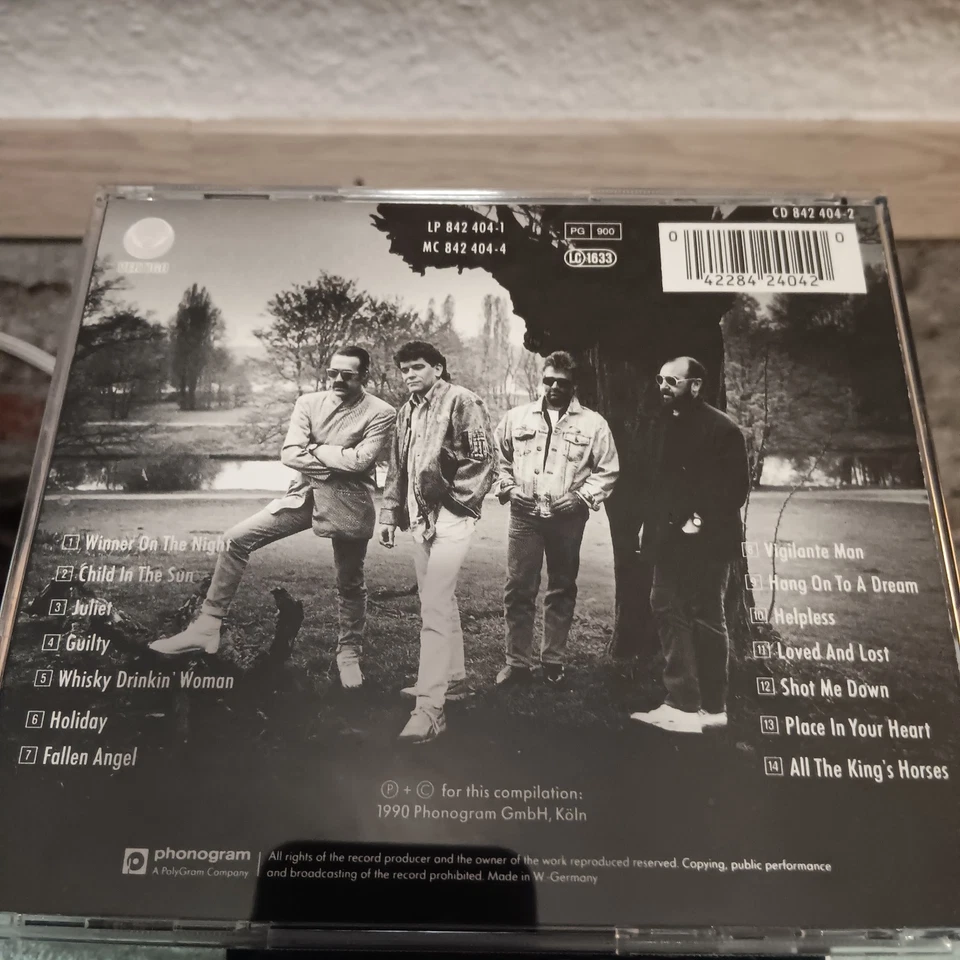 CD 842 404-2
LP 842 404-1
MC 842 404-4
PG 900
LC 1633
0 42284 24042 0
1 Winner On The Night
2 Child In The Sun
3 Juliet
4 Guilty
5 Whisky Drinkin' Woman
6 Holiday
7 Fallen Angel
8 Vigilante Man
9 Hang On To A Dream
10 Helpless
11 Loved And Lost
12 Shot Me Down
13 Place In Your Heart
14 All The King's Horses
Ⓟ + © for this compilation:
1990 Phonogram GmbH, Köln
phonogram
A PolyGram Company
All rights of the record producer and the owner of the work reproduced reserved. Copying, public performance
and broadcasting of the record prohibited. Made in W.-Germany